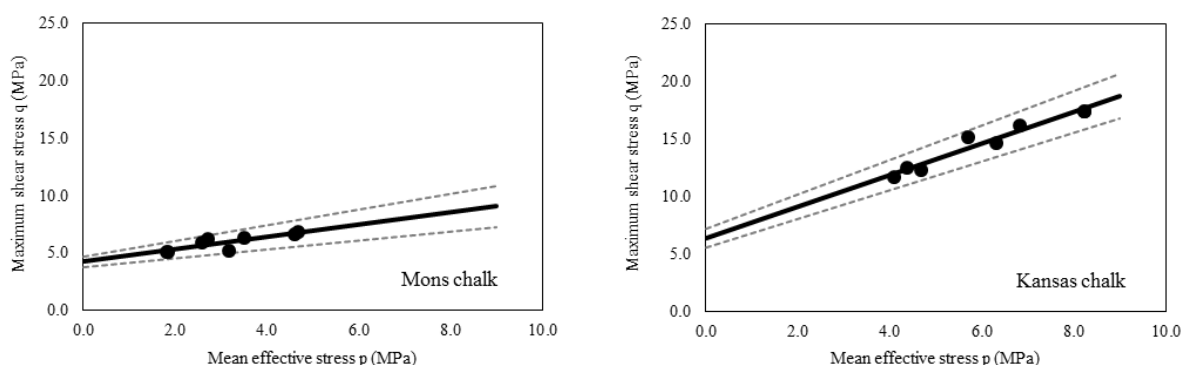 Maximum shear stress q (MPa)
25.0
20.0
15.0
10.0
5.0
0.0
0.0 2.0 4.0 6.0 8.0 10.0
Mean effective stress p (MPa)
Mons chalk
Maximum shear stress q (MPa)
25.0
20.0
15.0
10.0
5.0
0.0
0.0 2.0 4.0 6.0 8.0 10.0
Mean effective stress p (MPa)
Kansas chalk